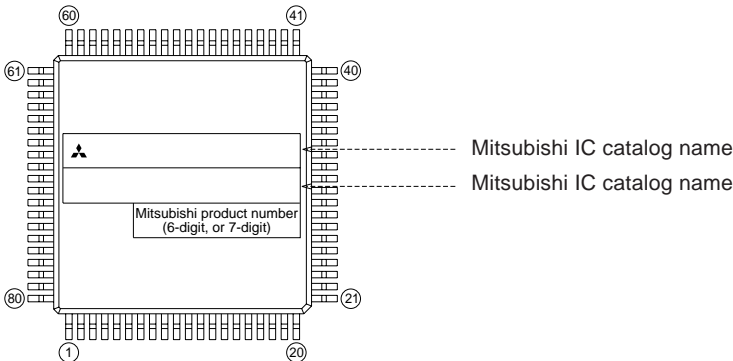 60 41
61 40
Mitsubishi IC catalog name
Mitsubishi IC catalog name
Mitsubishi product number
(6-digit, or 7-digit)
80 21
1 20